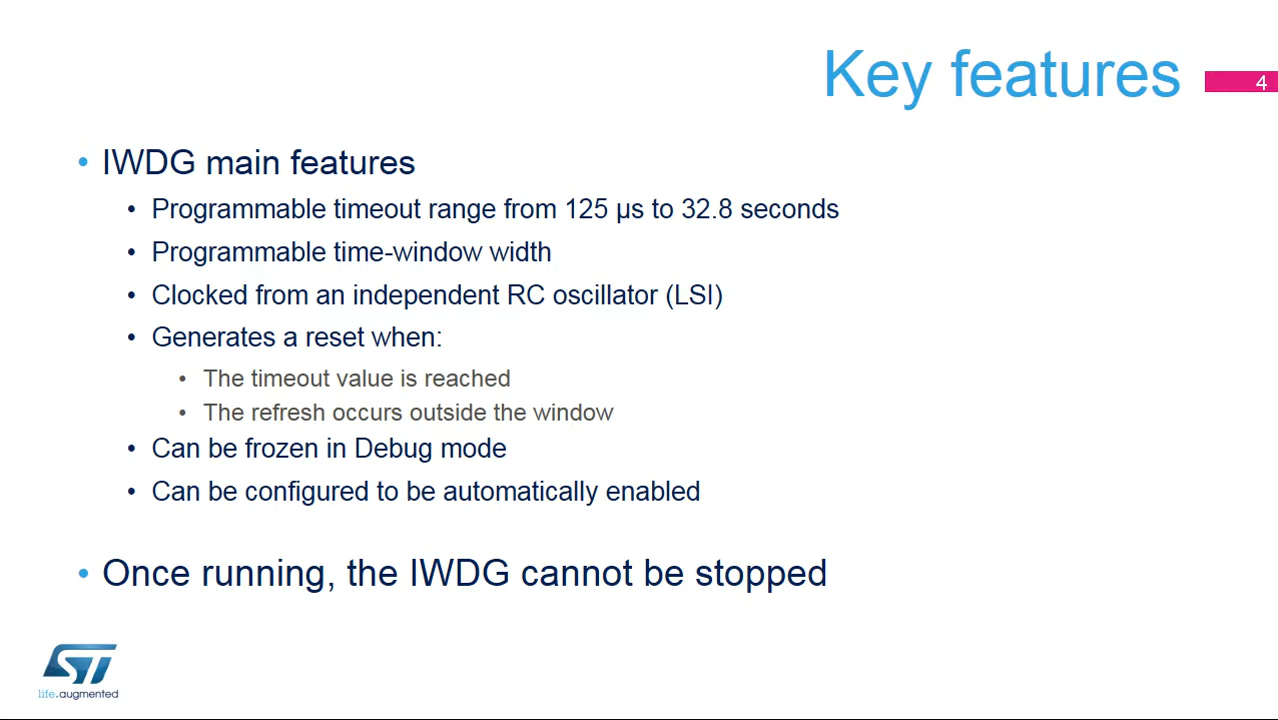 Key features
4
• IWDG main features
• Programmable timeout range from 125 µs to 32.8 seconds
• Programmable time-window width
• Clocked from an independent RC oscillator (LSI)
• Generates a reset when:
• The timeout value is reached
• The refresh occurs outside the window
• Can be frozen in Debug mode
• Can be configured to be automatically enabled
• Once running, the IWDG cannot be stopped
ST
life.augmented